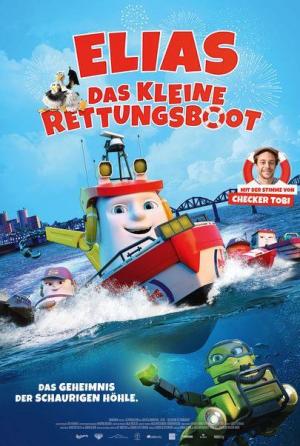 ELIAS
DAS KLEINE
RETTUNGSBOOT
MIT DER STIMME VON
CHECKER TOBI
DAS GEHEIMNIS
DER SCHAURIGEN HÖHLE.